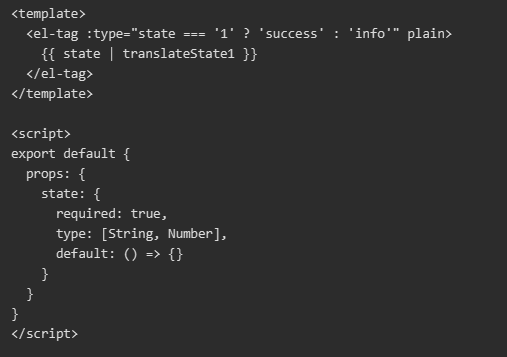 <template>
  <el-tag :type="state === '1' ? 'success' : 'info'" plain>
    {{ state | translateState1 }}
  </el-tag>
</template>

<script>
export default {
  props: {
    state: {
      required: true,
      type: [String, Number],
      default: () => {}
    }
  }
}
</script>